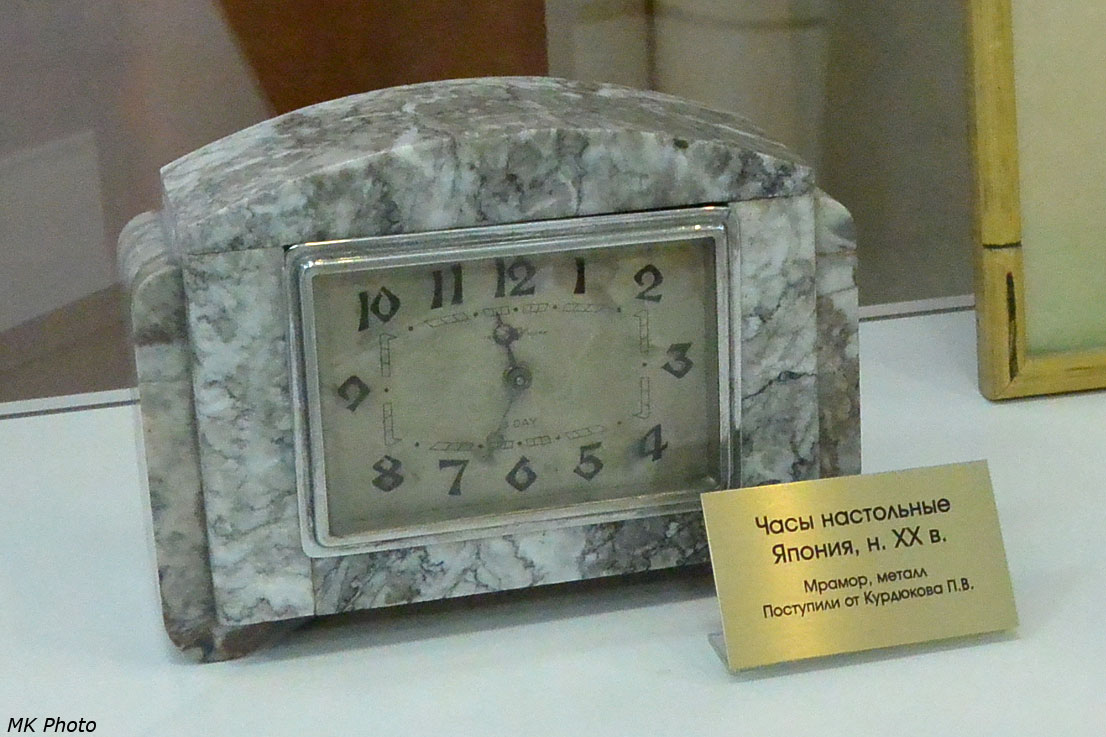 10 11 12 1 2
9 3
DAY
8 7 6 5 4
Часы настольные
Япония, н. XX в.
Мрамор, металл
Поступили от Курдюкова П.В.
MK Photo